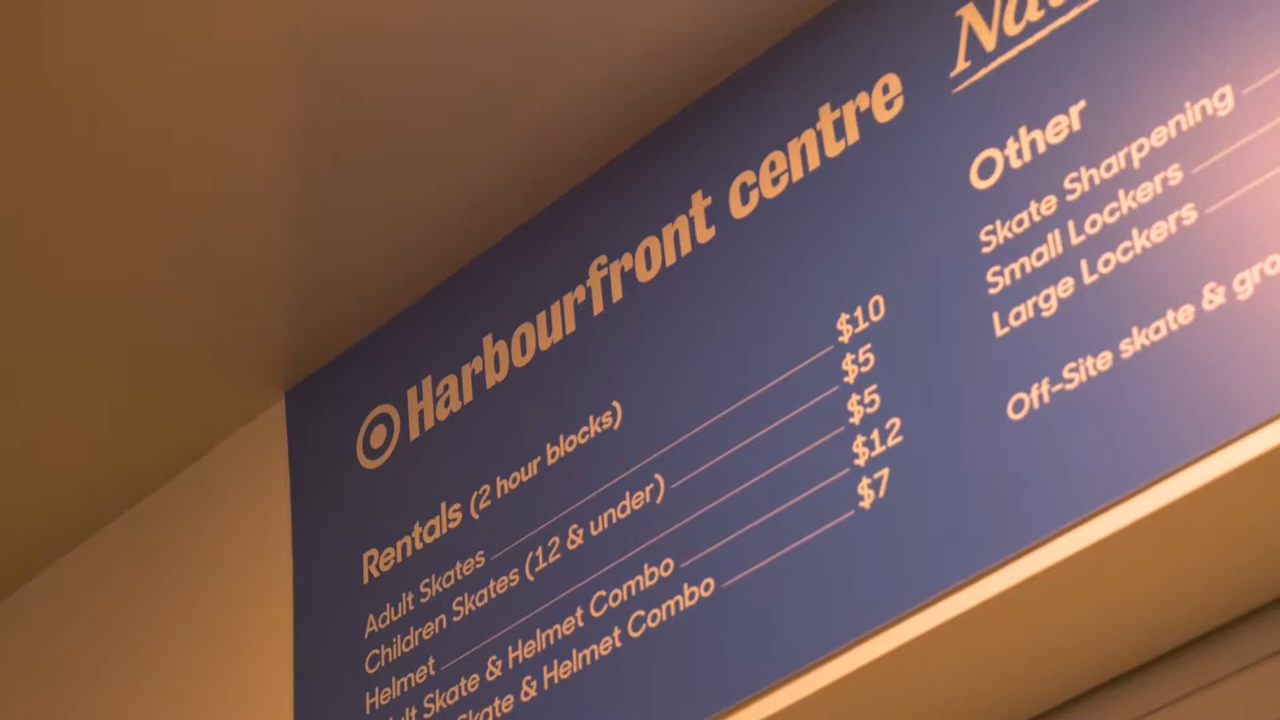 Harbourfront centre
Rentals (2 hour blocks)
Adult Skates $10
Children Skates (12 & under) $5
Helmet $5
Skate & Helmet Combo $12
& Helmet Combo $7
Other
Skate Sharpening
Small Lockers
Large Lockers
Off-Site skate &